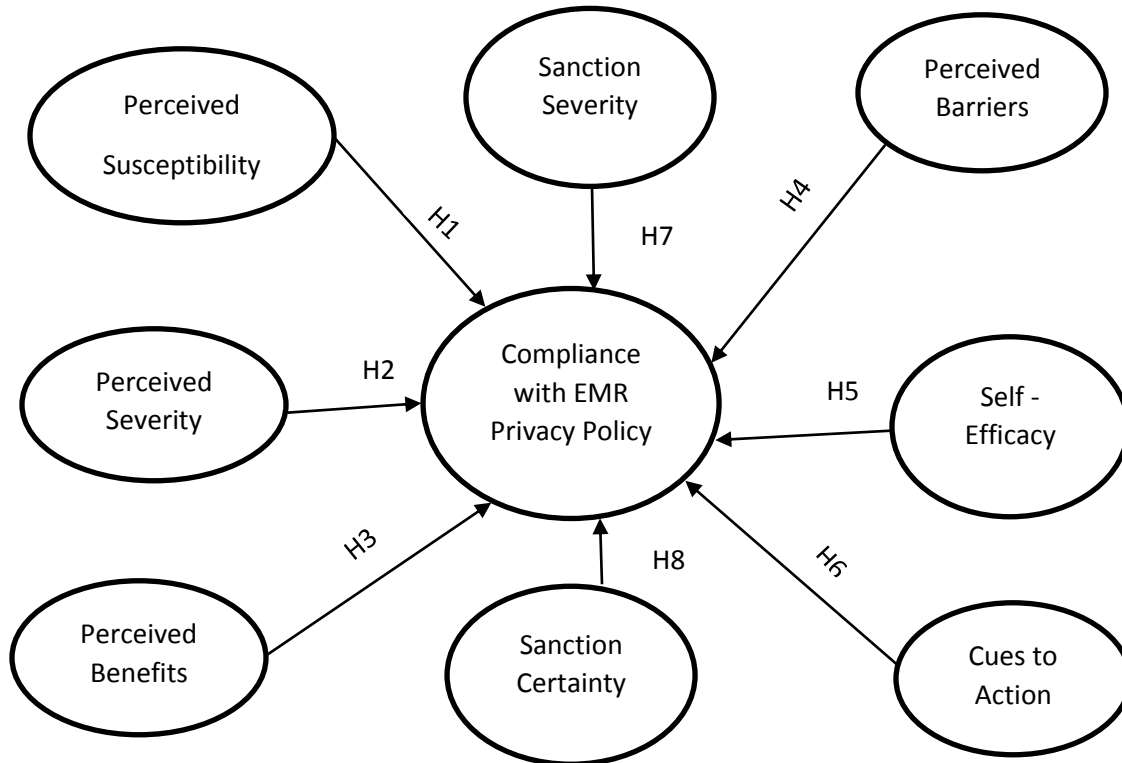 Perceived
Susceptibility
Sanction
Severity
Perceived
Barriers
H1
H7
H4
Perceived
Severity
H2
Compliance
with EMR
Privacy Policy
H5
Self -
Efficacy
H3
H8
H6
Perceived
Benefits
Sanction
Certainty
Cues to
Action